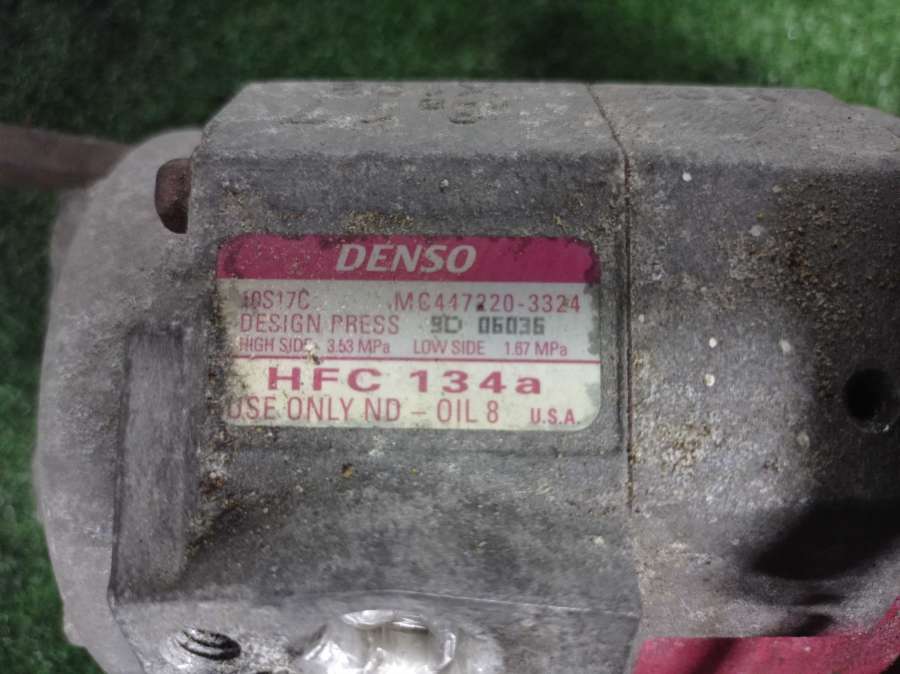 DENSO
10S17C MC447220-3324
DESIGN PRESS 9D 06036
HIGH SIDE 3.53 MPa LOW SIDE 1.67 MPa
HFC 134a
USE ONLY ND - OIL 8 U.S.A.